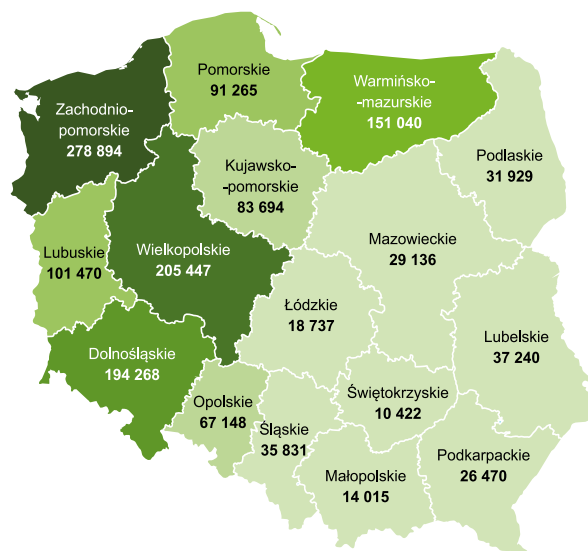 Pomorskie
91 265
Warmińsko-
-mazurskie
151 040
Zachodnio-
pomorskie
278 894
Podlaskie
31 929
Kujawsko-
-pomorskie
83 694
Mazowieckie
29 136
Lubuskie
101 470
Wielkopolskie
205 447
Łódzkie
18 737
Lubelskie
37 240
Dolnośląskie
194 268
Świętokrzyskie
10 422
Opolskie
67 148
Śląskie
35 831
Małopolskie
14 015
Podkarpackie
26 470